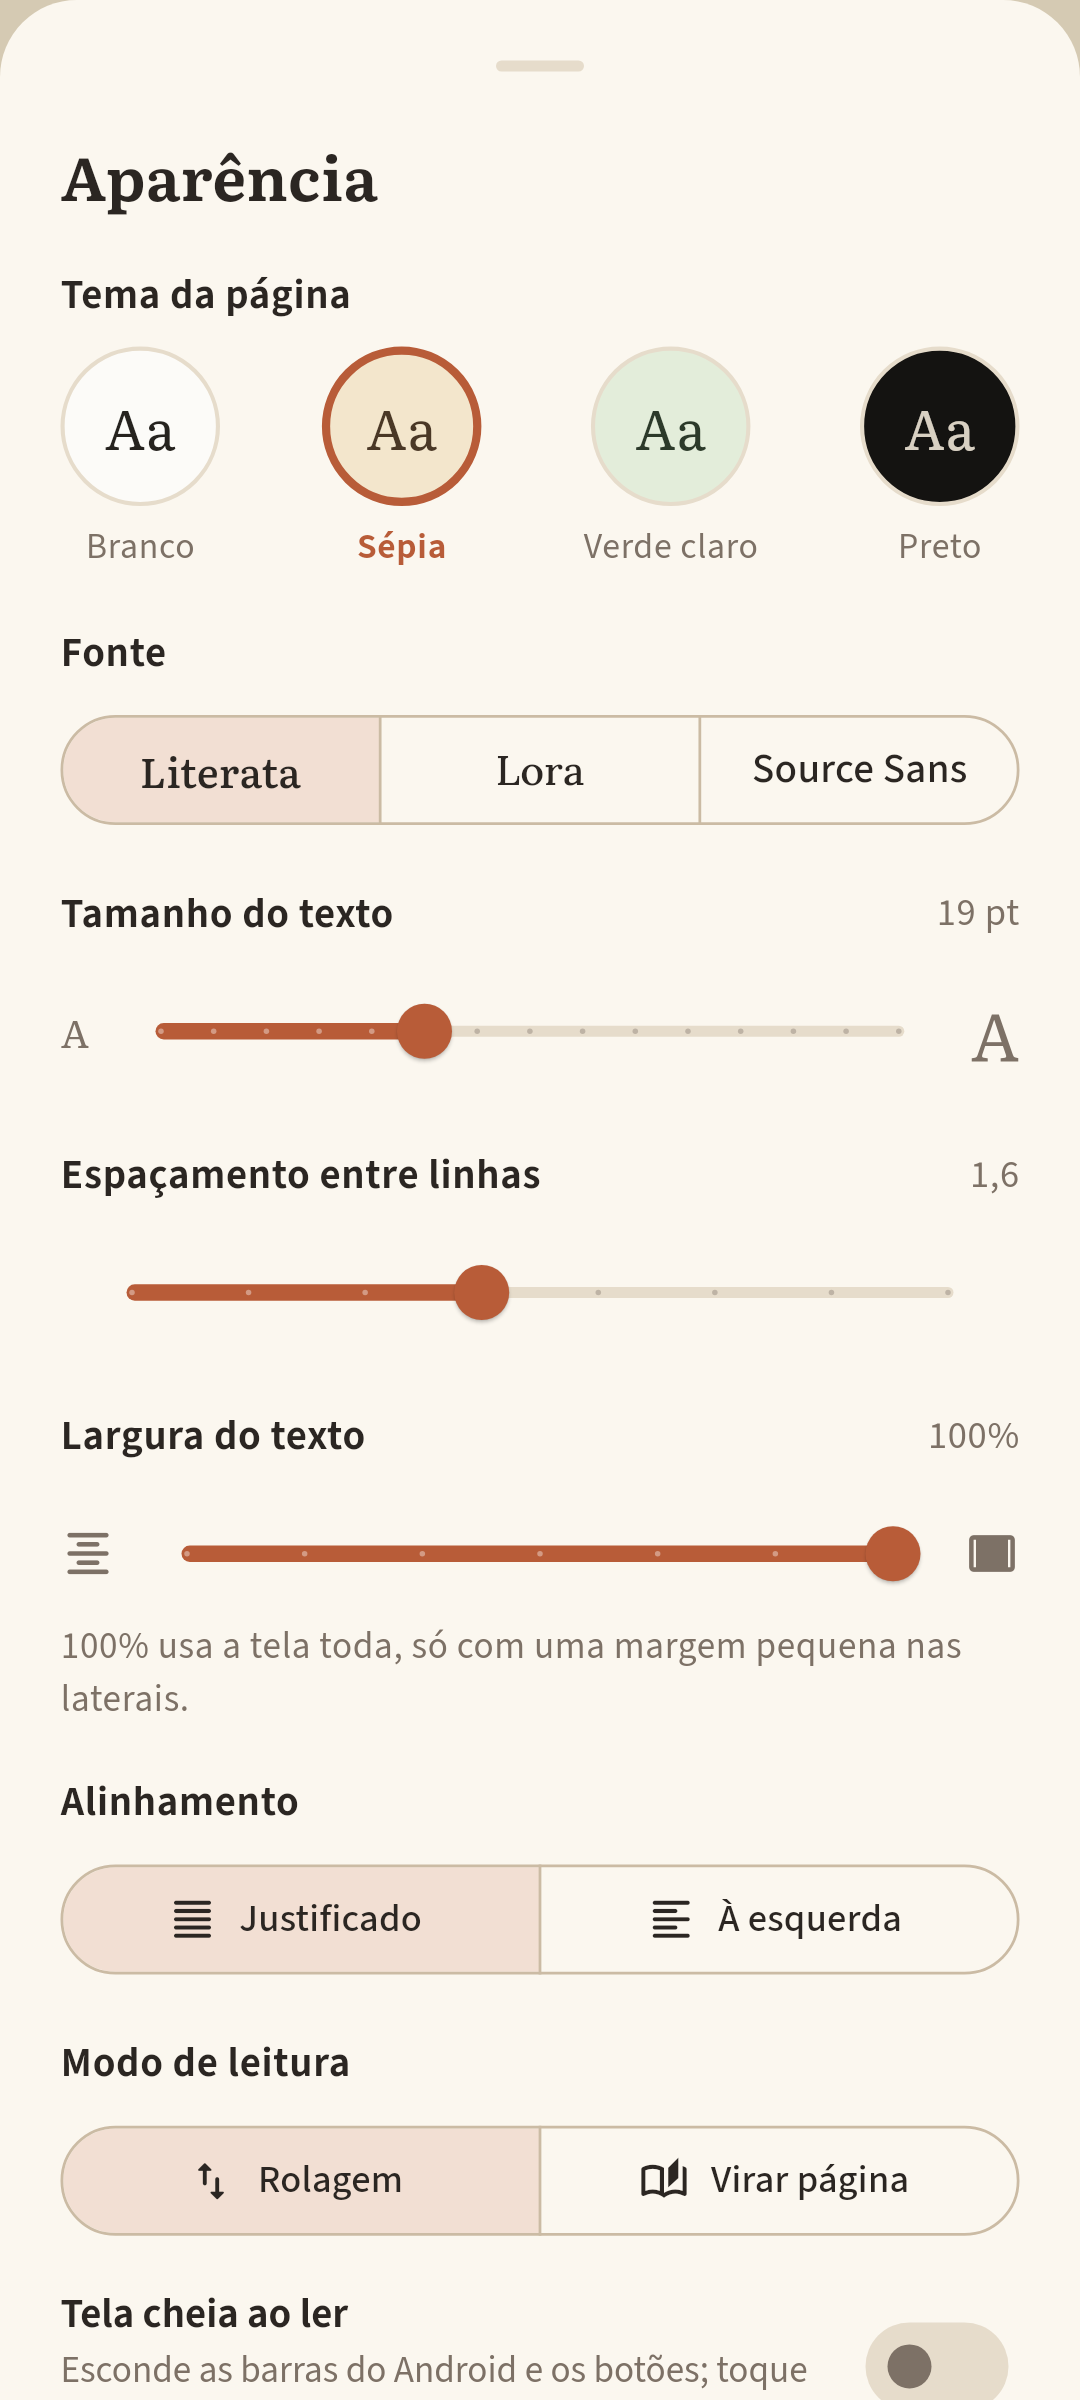 Aparência
Tema da página
Aa Aa Aa Aa
Branco Sépia Verde claro Preto
Fonte
Literata Lora Source Sans
Tamanho do texto 19 pt
A A
Espaçamento entre linhas 1,6
Largura do texto 100%
100% usa a tela toda, só com uma margem pequena nas
laterais.
Alinhamento
Justificado À esquerda
Modo de leitura
Rolagem Virar página
Tela cheia ao ler
Esconde as barras do Android e os botões; toque